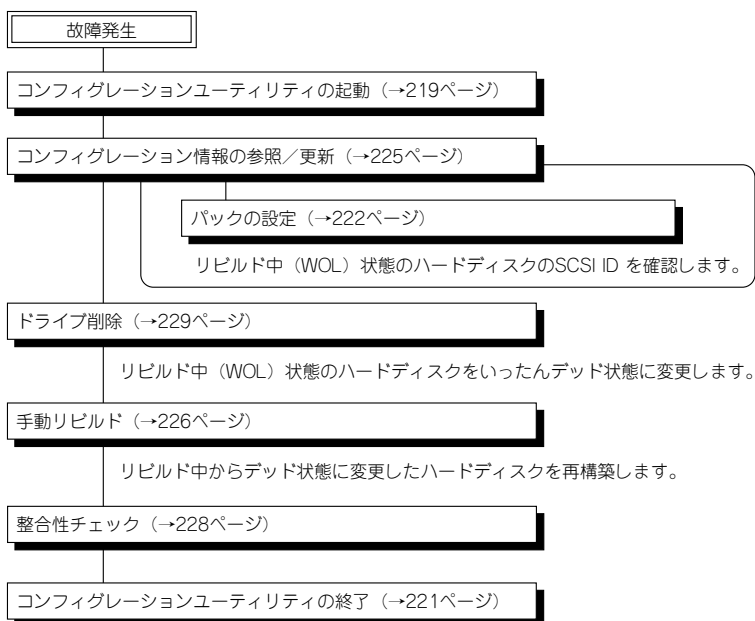 故障発生
コンフィグレーションユーティリティの起動（→219ページ）
コンフィグレーション情報の参照／更新（→225ページ）
パックの設定（→222ページ）
リビルド中（WOL）状態のハードディスクのSCSI ID を確認します。
ドライブ削除（→229ページ）
リビルド中（WOL）状態のハードディスクをいったんデッド状態に変更します。
手動リビルド（→226ページ）
リビルド中からデッド状態に変更したハードディスクを再構築します。
整合性チェック（→228ページ）
コンフィグレーションユーティリティの終了（→221ページ）